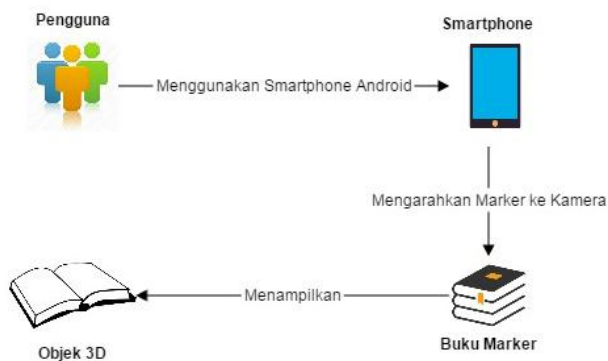 Pengguna
Smartphone
Menggunakan Smartphone Android
Mengarahkan Marker ke Kamera
Menampilkan
Buku Marker
Objek 3D